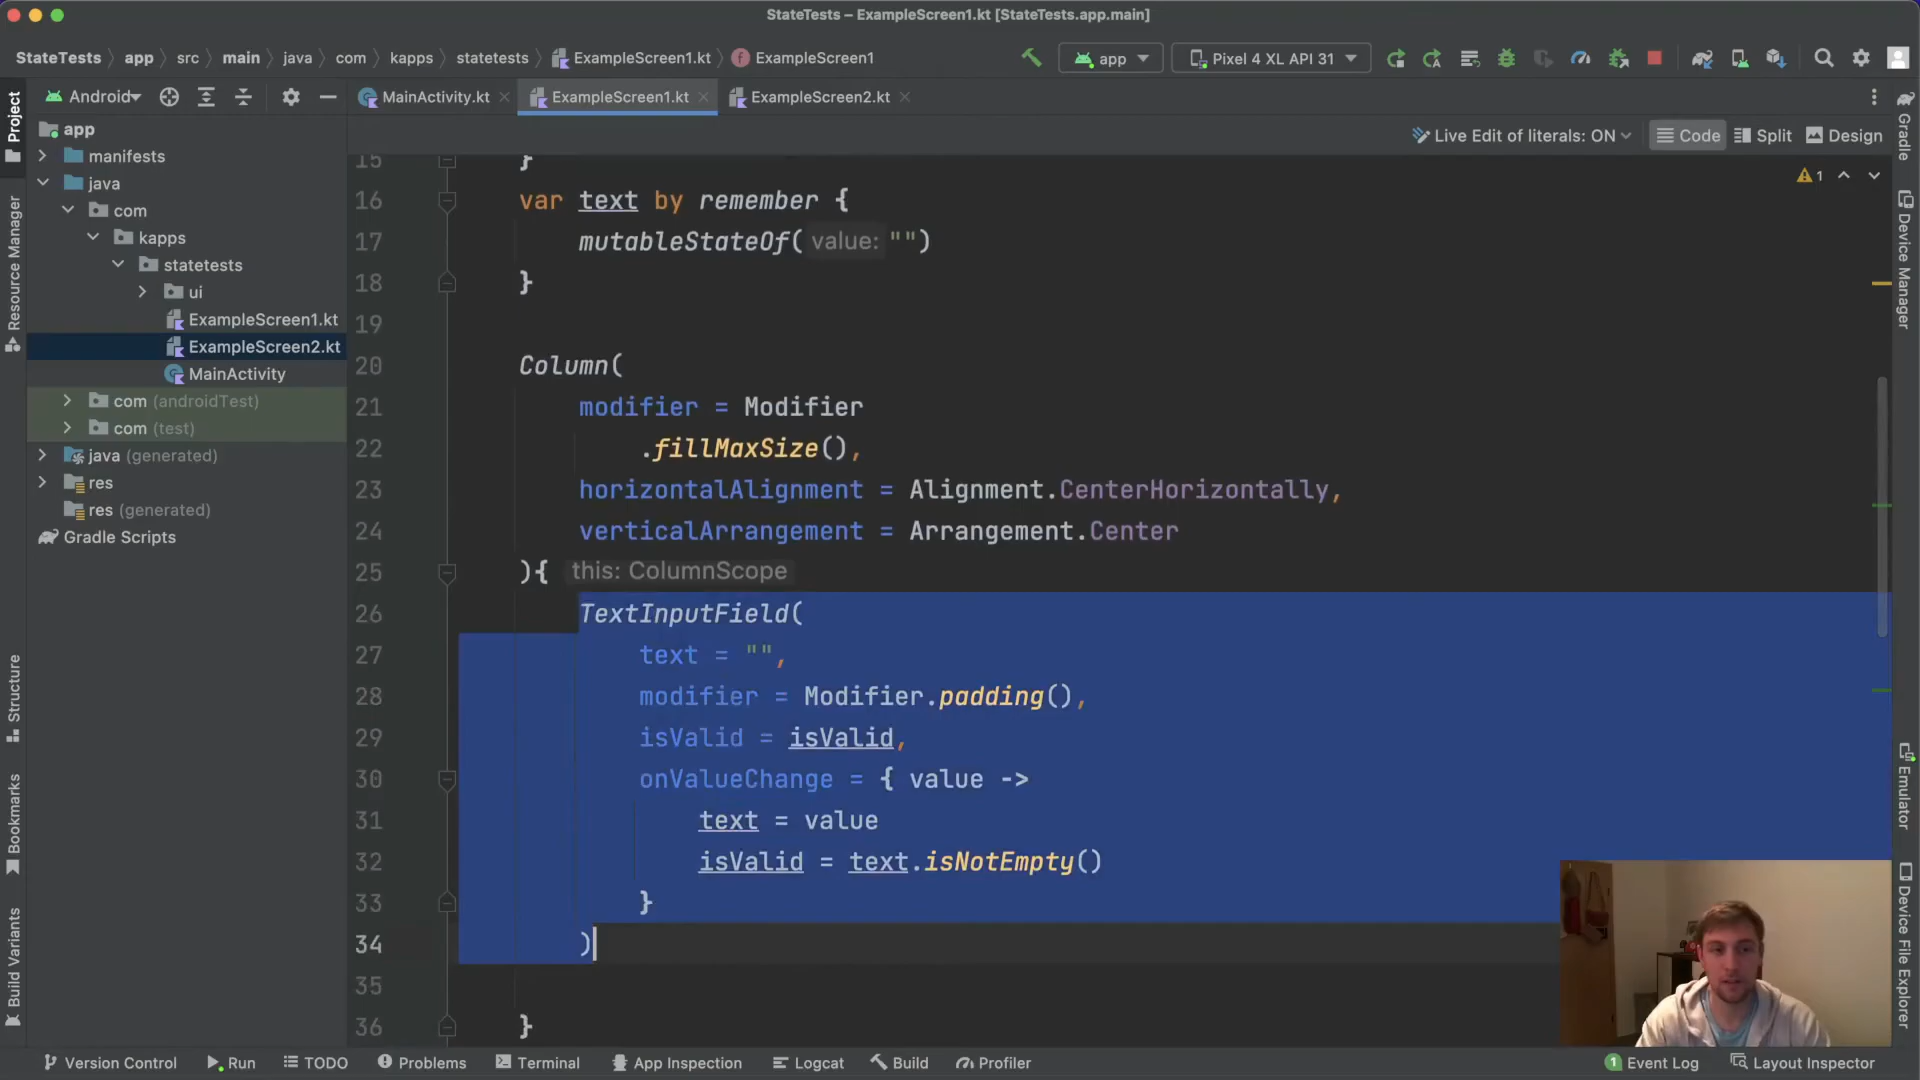 StateTests – ExampleScreen1.kt [StateTests.app.main]
StateTests app src main java com kapps statetests ExampleScreen1.kt ExampleScreen1 app Pixel 4 XL API 31
Android MainActivity.kt ExampleScreen1.kt ExampleScreen2.kt
Live Edit of literals: ON Code Split Design
1
app
manifests
java
com
kapps
statetests
ui
ExampleScreen1.kt
ExampleScreen2.kt
MainActivity
com (androidTest)
com (test)
java (generated)
res
res (generated)
Gradle Scripts
15 }
16 var text by remember {
17 mutableStateOf( value: "")
18 }
19
20 Column(
21 modifier = Modifier
22 .fillMaxSize(),
23 horizontalAlignment = Alignment.CenterHorizontally,
24 verticalArrangement = Arrangement.Center
25 ){ this: ColumnScope
26 TextInputField(
27 text = "",
28 modifier = Modifier.padding(),
29 isValid = isValid,
30 onValueChange = { value ->
31 text = value
32 isValid = text.isNotEmpty()
33 }
34 )
35
36 }
Project
Resource Manager
Structure
Bookmarks
Build Variants
Gradle
Device Manager
Emulator
Device File Explorer
Version Control Run TODO Problems Terminal App Inspection Logcat Build Profiler 1 Event Log Layout Inspector